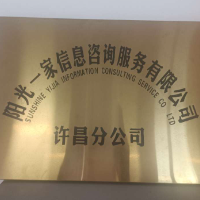 阳光一家信息咨询服务有限公司
SUNSHINE YIJIA INFORMATION CONSULTING SERVICE CO LTD
许昌分公司